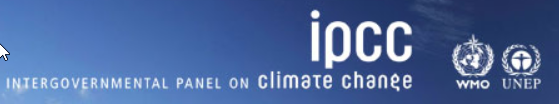 ipcc
INTERGOVERNMENTAL PANEL ON climate change
WMO UNEP